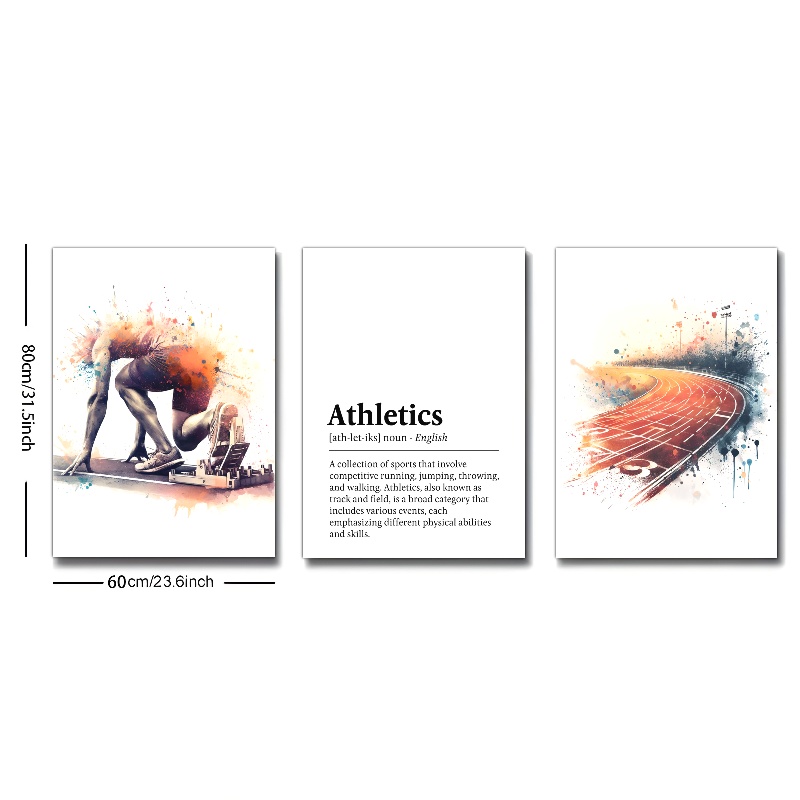 80cm/31.5inch
Athletics
[ath-let-iks] noun - English
A collection of sports that involve
competitive running, jumping, throwing,
and walking. Athletics, also known as
track and field, is a broad category that
includes various events, each
emphasizing different physical abilities
and skills.
60cm/23.6inch